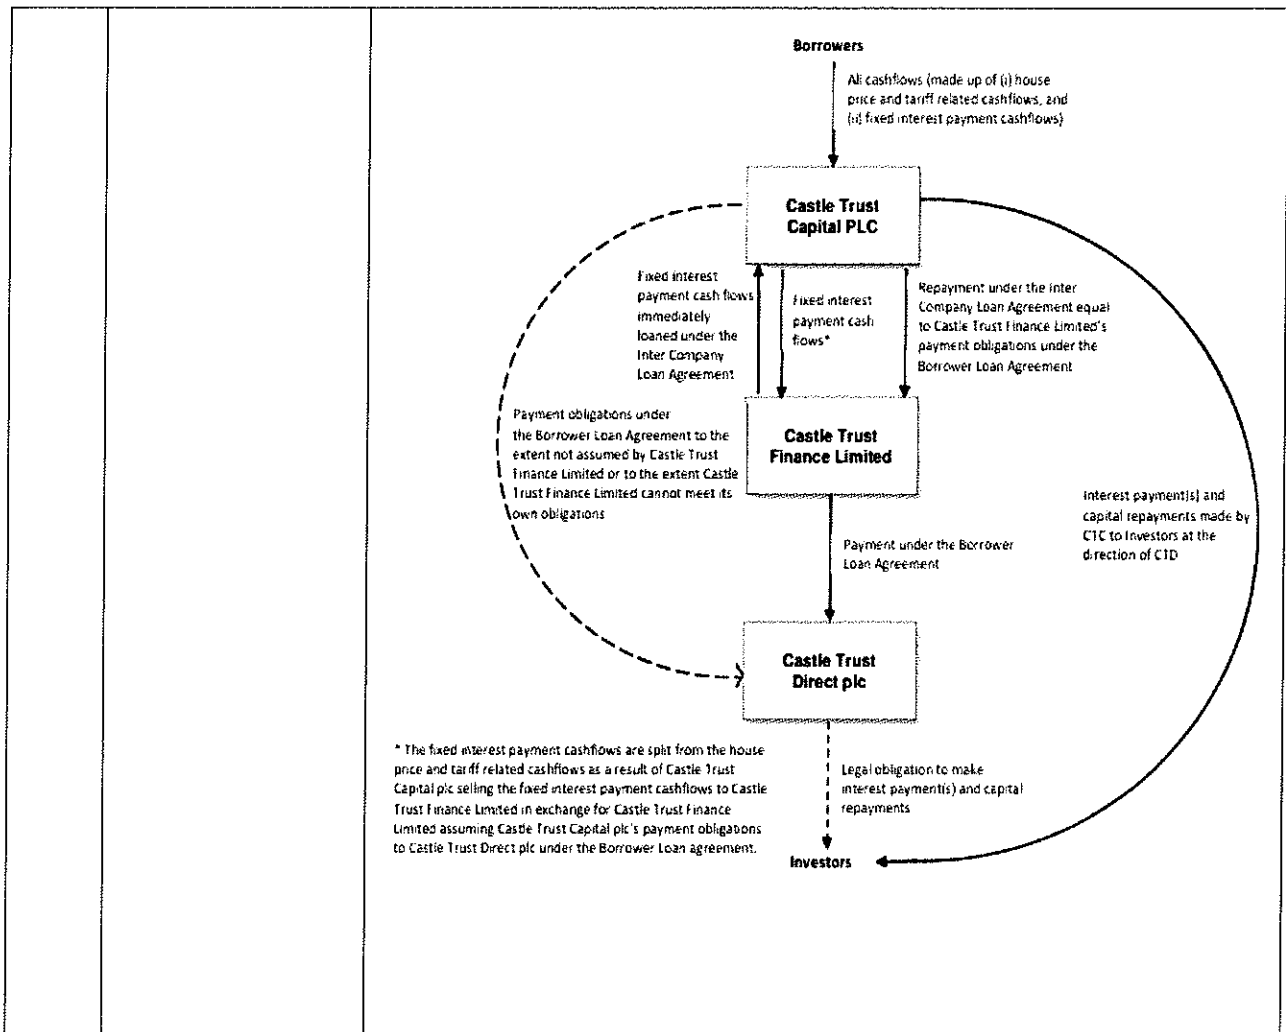 Borrowers
All cashflows (made up of (i) house
price and tariff related cashflows, and
(ii) fixed interest payment cashflows)
Castle Trust
Capital PLC
Fixed interest
payment cash flows
immediately
loaned under the
Inter Company
Loan Agreement
Fixed interest
payment cash
flows*
Repayment under the Inter
Company Loan Agreement equal
to Castle Trust Finance Limited's
payment obligations under the
Borrower Loan Agreement
Payment obligations under
the Borrower Loan Agreement to the
extent not assumed by Castle Trust
Finance Limited or to the extent Castle
Trust Finance Limited cannot meet its
own obligations
Castle Trust
Finance Limited
Interest payment(s) and
capital repayments made by
CTC to Investors at the
direction of CTD
Payment under the Borrower
Loan Agreement
Castle Trust
Direct plc
* The fixed interest payment cashflows are split from the house
price and tariff related cashflows as a result of Castle Trust
Capital plc selling the fixed interest payment cashflows to Castle
Trust Finance Limited in exchange for Castle Trust Finance
Limited assuming Castle Trust Capital plc's payment obligations
to Castle Trust Direct plc under the Borrower Loan agreement.
Legal obligation to make
interest payment(s) and capital
repayments
Investors